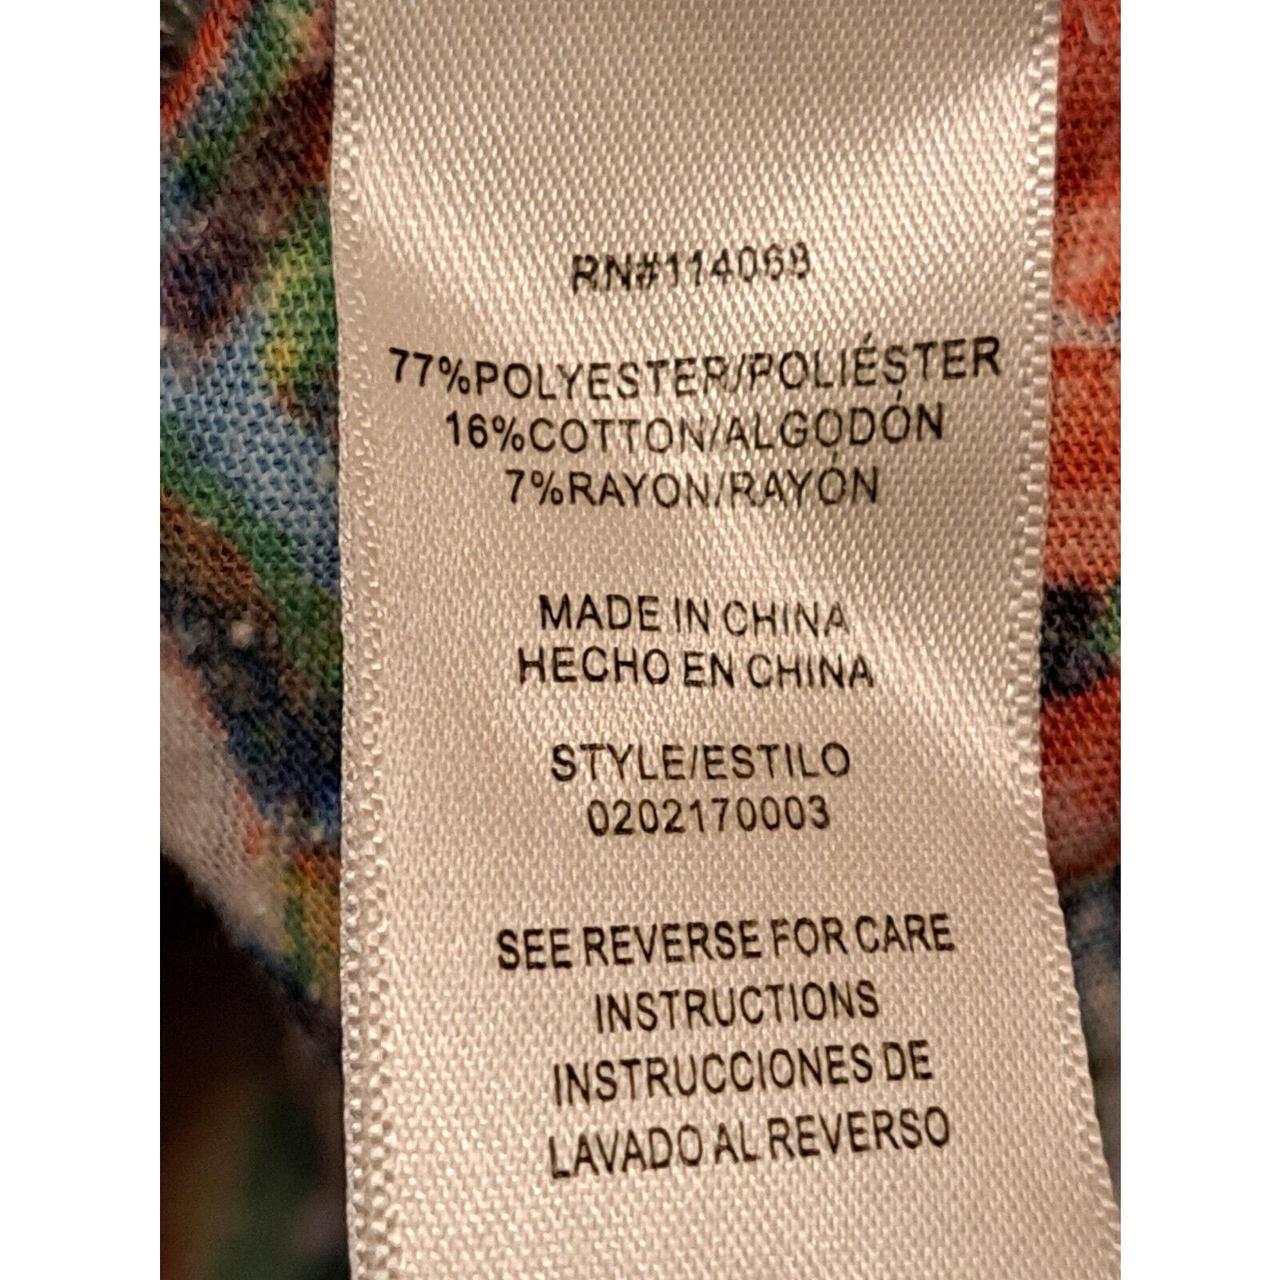 RN#114068
77%POLYESTER/POLIÉSTER
16%COTTON/ALGODÓN
7%RAYON/RAYÓN
MADE IN CHINA
HECHO EN CHINA
STYLE/ESTILO
0202170003
SEE REVERSE FOR CARE
INSTRUCTIONS
INSTRUCCIONES DE
LAVADO AL REVERSO